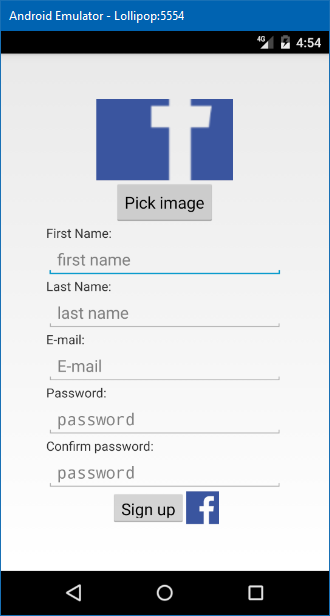 Android Emulator - Lollipop:5554
4G 4:54
Pick image
First Name:
first name
Last Name:
last name
E-mail:
E-mail
Password:
password
Confirm password:
password
Sign up f